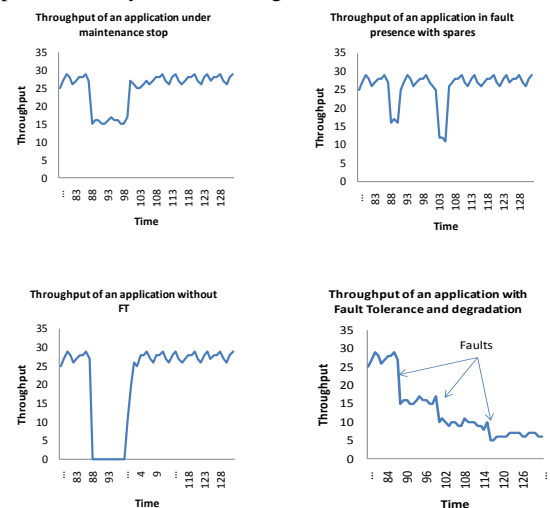 Throughput of an application under
maintenance stop
35
30
25
20
15
10
5
0
Throughput
... 83 88 93 98 103 108 113 118 123 128
Time
Throughput of an application in fault
presence with spares
35
30
25
20
15
10
5
0
Throughput
... 83 88 93 98 103 108 113 118 123 128
Time
Throughput of an application without
FT
35
30
25
20
15
10
5
0
Throughput
... 83 88 93 ... 4 9 ... 118 123 128
Time
Throughput of an application with
Fault Tolerance and degradation
35
30
25
20
15
10
5
0
Throughput
Faults
... 84 90 96 102 108 114 120 126 ...
Time